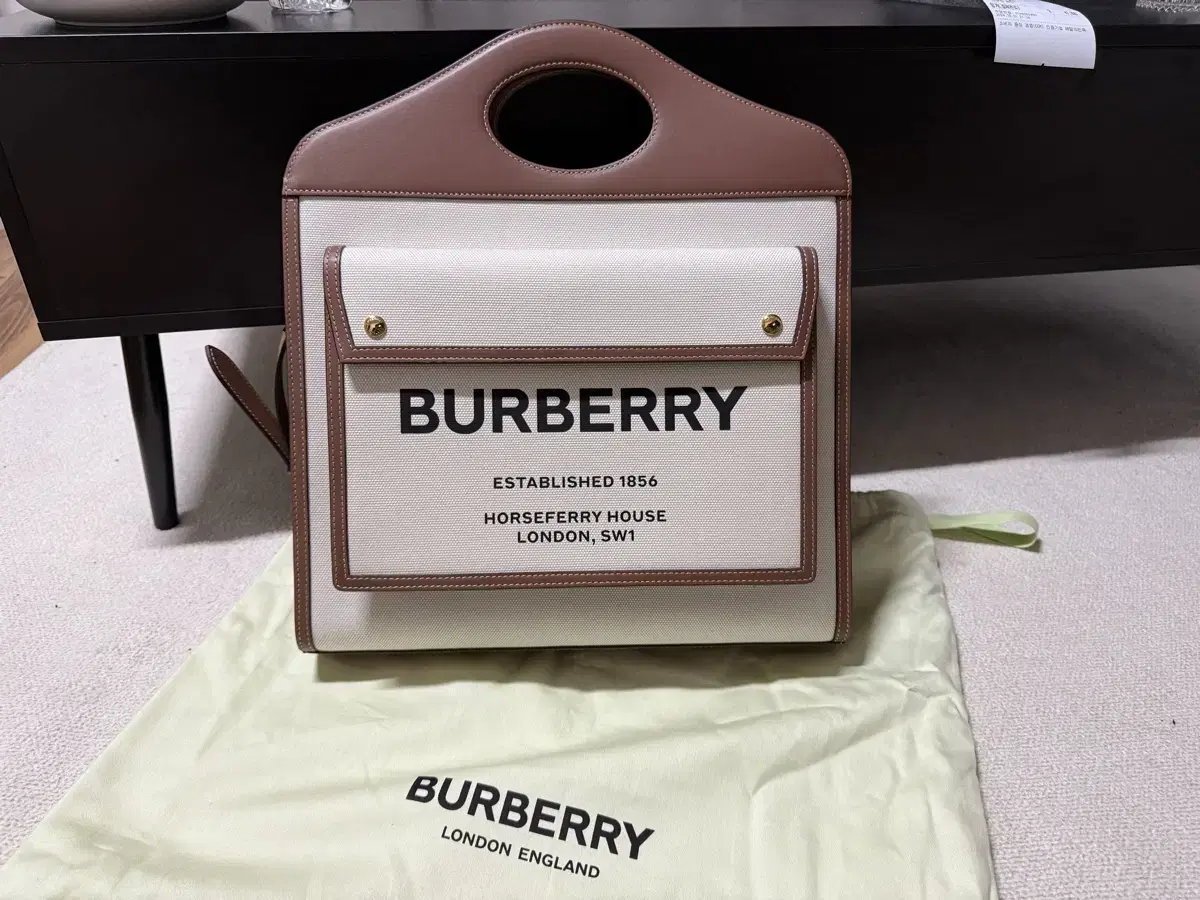 BURBERRY
ESTABLISHED 1856
HORSEFERRY HOUSE
LONDON, SW1
BURBERRY
LONDON ENGLAND